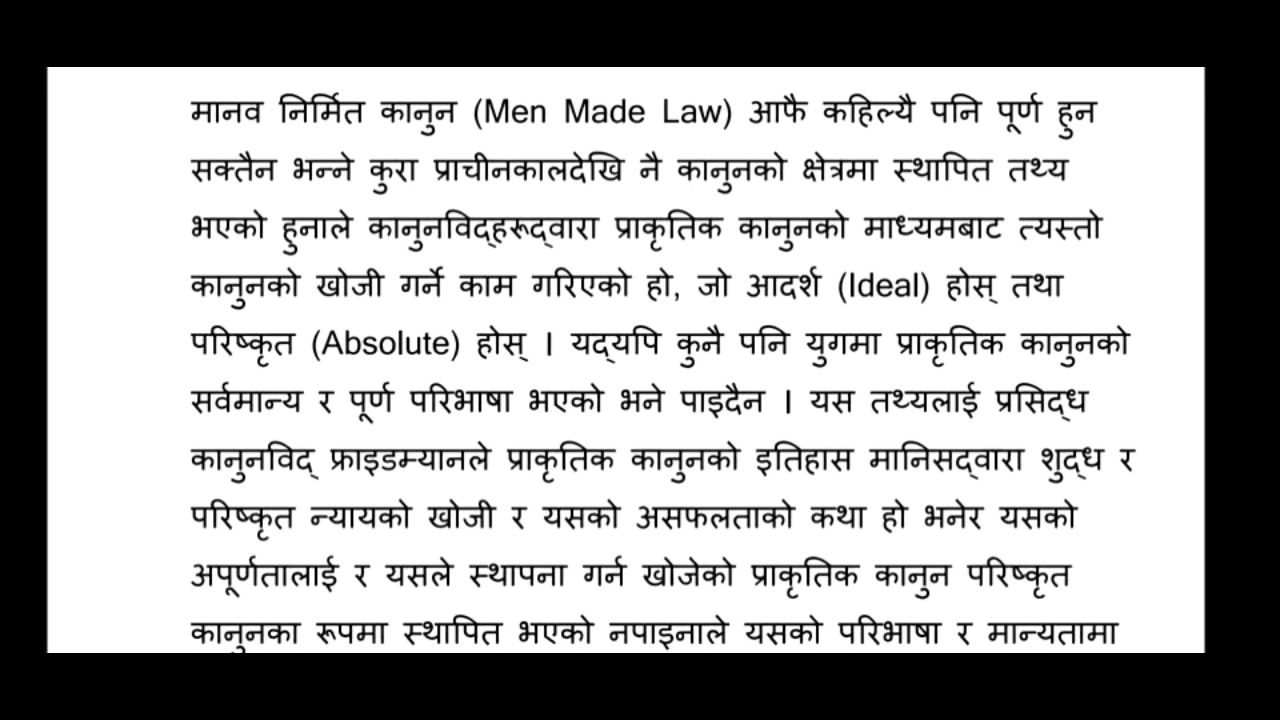 मानव निर्मित कानुन (Men Made Law) आफै कहिल्यै पनि पूर्ण हुन
सक्तैन भन्ने कुरा प्राचीनकालदेखि नै कानुनको क्षेत्रमा स्थापित तथ्य
भएको हुनाले कानुनविद्हरूद्वारा प्राकृतिक कानुनको माध्यमबाट त्यस्तो
कानुनको खोजी गर्ने काम गरिएको हो, जो आदर्श (Ideal) होस् तथा
परिष्कृत (Absolute) होस् । यद्यपि कुनै पनि युगमा प्राकृतिक कानुनको
सर्वमान्य र पूर्ण परिभाषा भएको भने पाइदैन । यस तथ्यलाई प्रसिद्ध
कानुनविद् फ्राइडम्यानले प्राकृतिक कानुनको इतिहास मानिसद्वारा शुद्ध र
परिष्कृत न्यायको खोजी र यसको असफलताको कथा हो भनेर यसको
अपूर्णतालाई र यसले स्थापना गर्न खोजेको प्राकृतिक कानुन परिष्कृत
कानुनका रूपमा स्थापित भएको नपाइनाले यसको परिभाषा र मान्यतामा